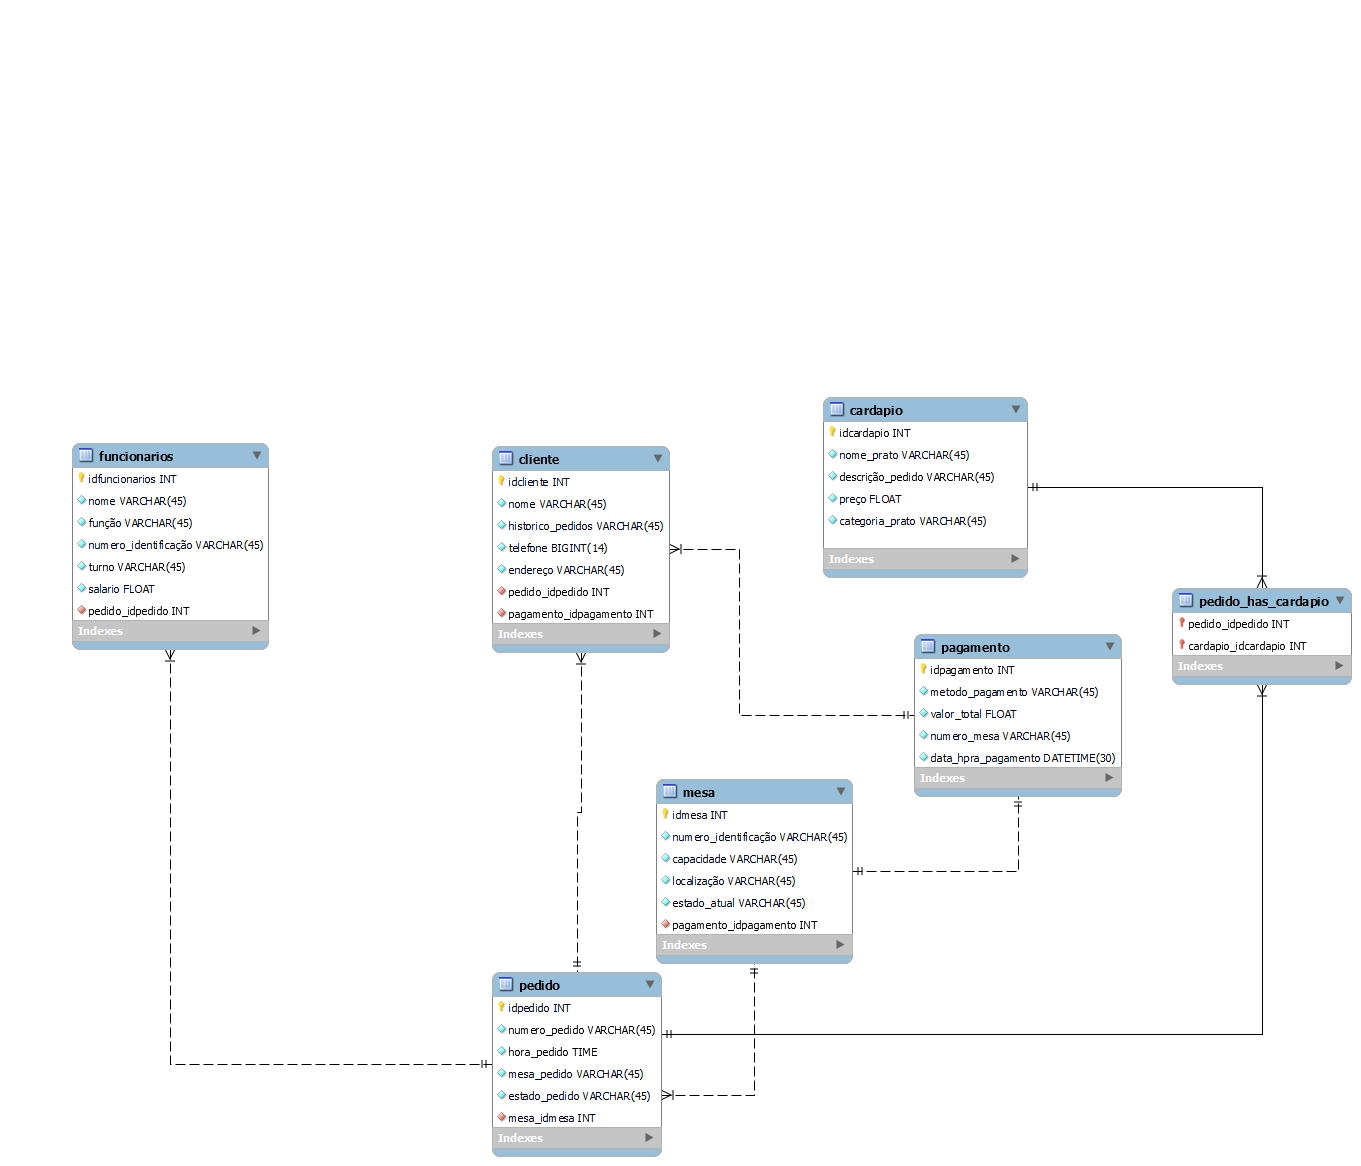 funcionarios
idfuncionarios INT
nome VARCHAR(45)
função VARCHAR(45)
numero_identificação VARCHAR(45)
turno VARCHAR(45)
salario FLOAT
pedido_idpedido INT
Indexes
cliente
idcliente INT
nome VARCHAR(45)
historico_pedidos VARCHAR(45)
telefone BIGINT(14)
endereço VARCHAR(45)
pedido_idpedido INT
pagamento_idpagamento INT
Indexes
cardapio
idcardapio INT
nome_prato VARCHAR(45)
descrição_pedido VARCHAR(45)
preço FLOAT
categoria_prato VARCHAR(45)
Indexes
pedido_has_cardapio
pedido_idpedido INT
cardapio_idcardapio INT
Indexes
pagamento
idpagamento INT
metodo_pagamento VARCHAR(45)
valor_total FLOAT
numero_mesa VARCHAR(45)
data_hpra_pagamento DATETIME(30)
Indexes
mesa
idmesa INT
numero_identificação VARCHAR(45)
capacidade VARCHAR(45)
localização VARCHAR(45)
estado_atual VARCHAR(45)
pagamento_idpagamento INT
Indexes
pedido
idpedido INT
numero_pedido VARCHAR(45)
hora_pedido TIME
mesa_pedido VARCHAR(45)
estado_pedido VARCHAR(45)
mesa_idmesa INT
Indexes